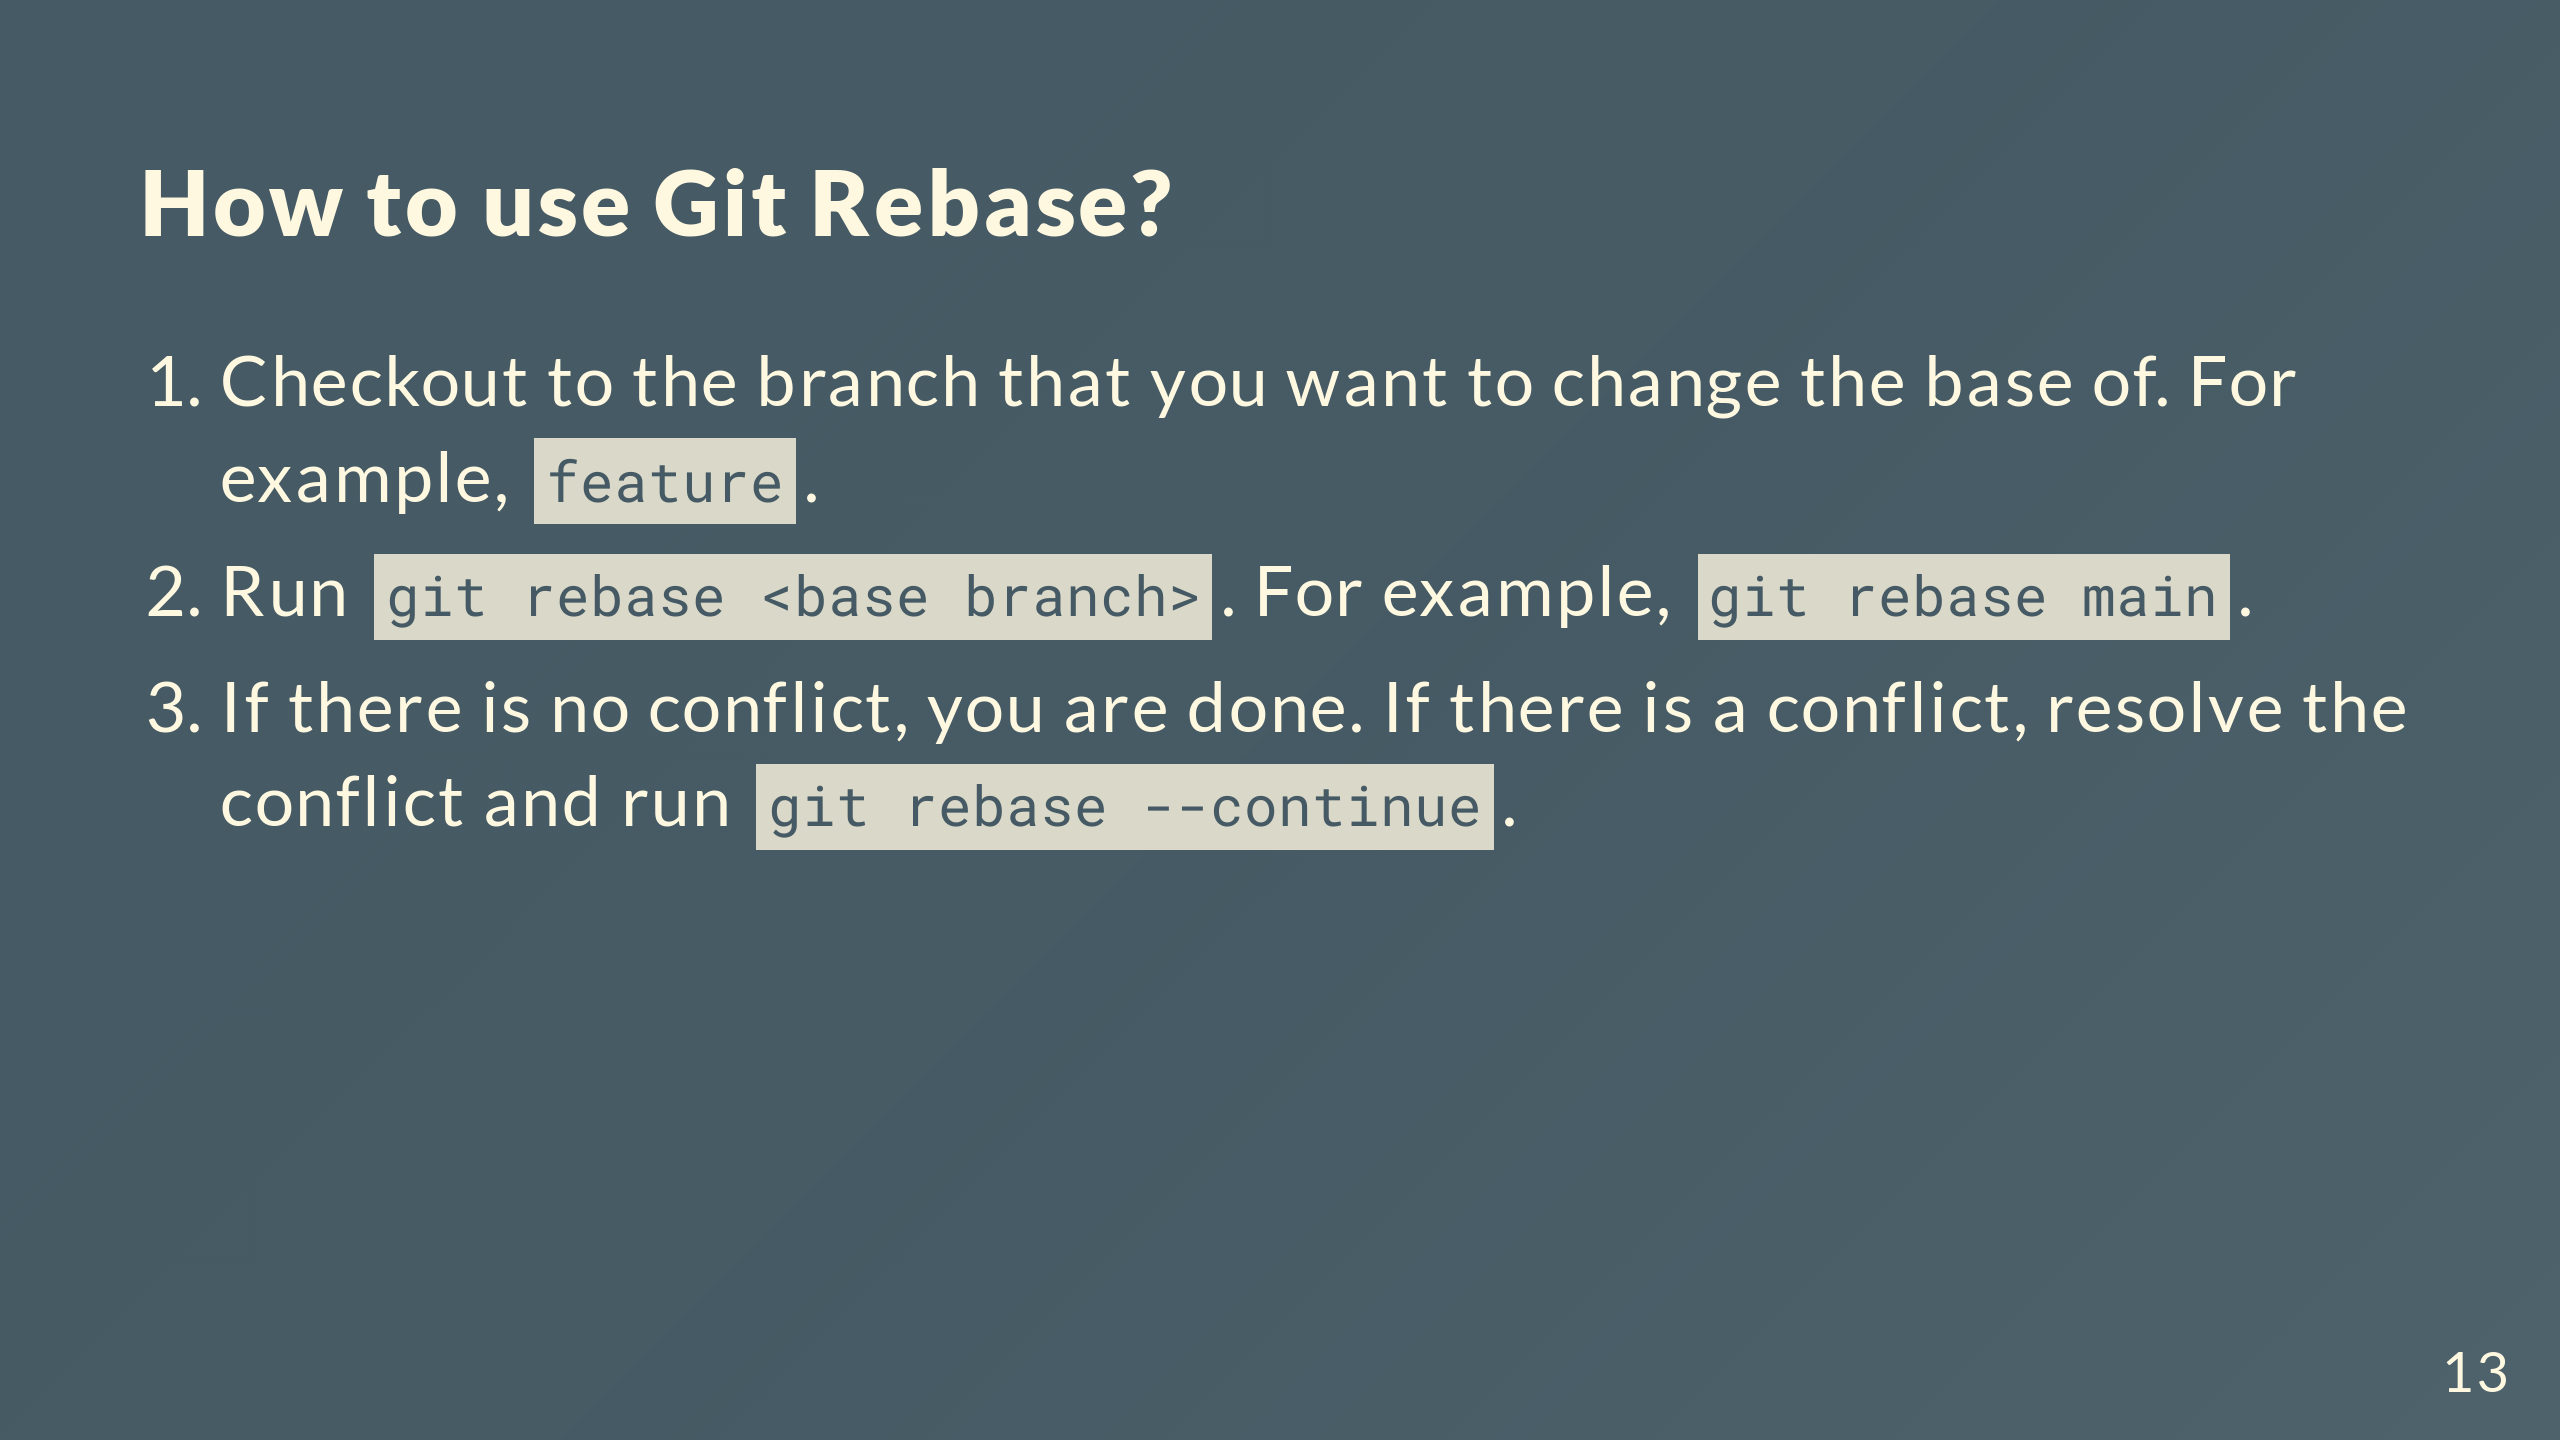 How to use Git Rebase?
1. Checkout to the branch that you want to change the base of. For
example, feature.
2. Run git rebase <base branch>. For example, git rebase main.
3. If there is no conflict, you are done. If there is a conflict, resolve the
conflict and run git rebase --continue.
13